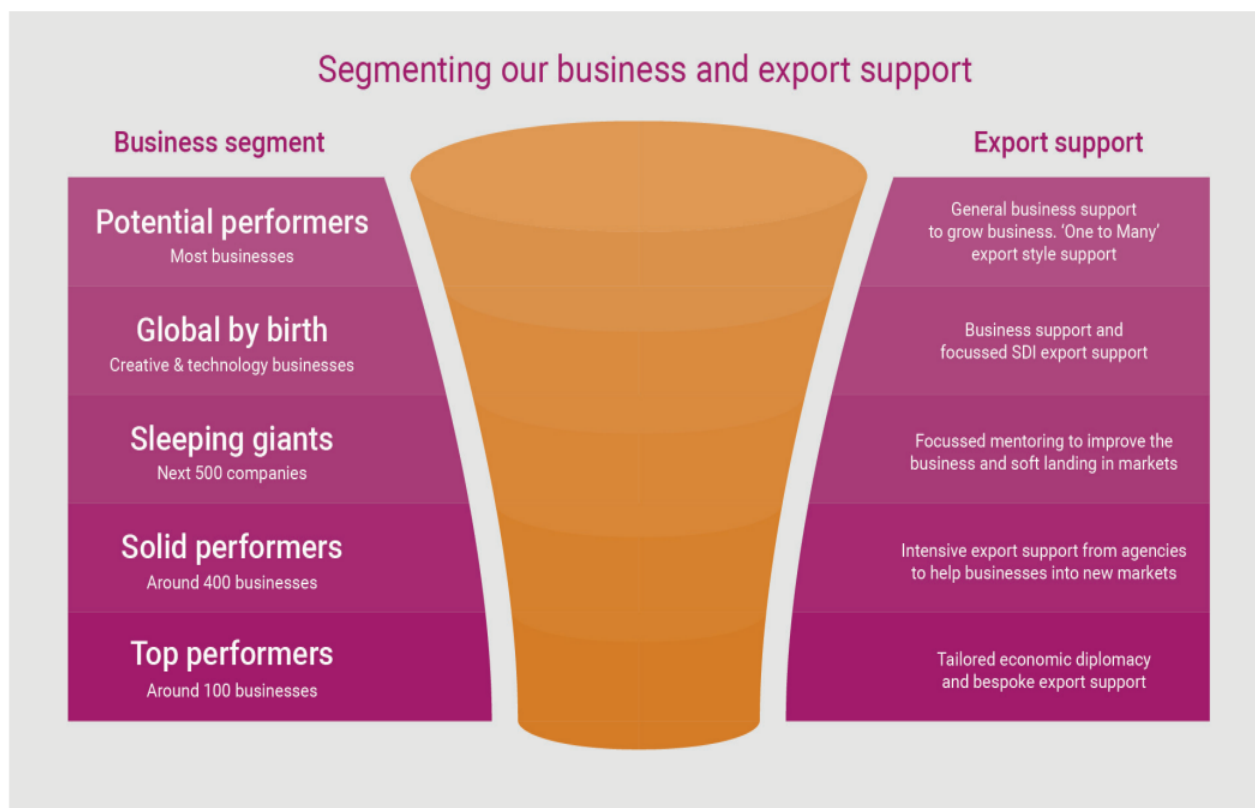 Segmenting our business and export support
Business segment
Export support
Potential performers
Most businesses
General business support
to grow business. ‘One to Many’
export style support
Global by birth
Creative & technology businesses
Business support and
focussed SDI export support
Sleeping giants
Next 500 companies
Focussed mentoring to improve the
business and soft landing in markets
Solid performers
Around 400 businesses
Intensive export support from agencies
to help businesses into new markets
Top performers
Around 100 businesses
Tailored economic diplomacy
and bespoke export support